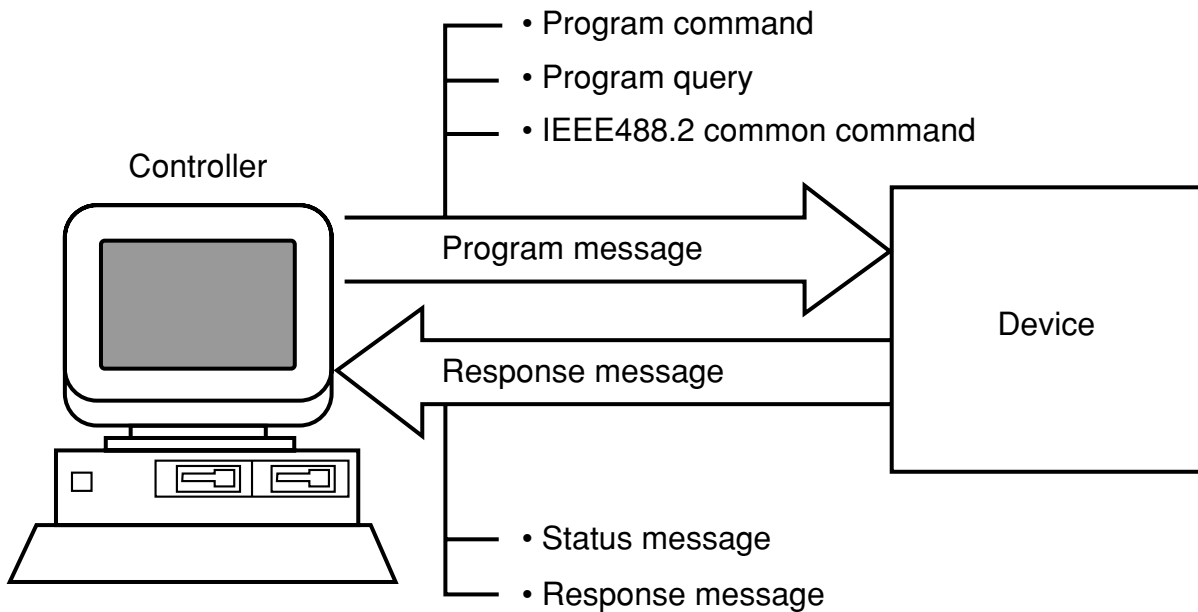 • Program command
• Program query
• IEEE488.2 common command
Controller
Program message
Device
Response message
• Status message
• Response message